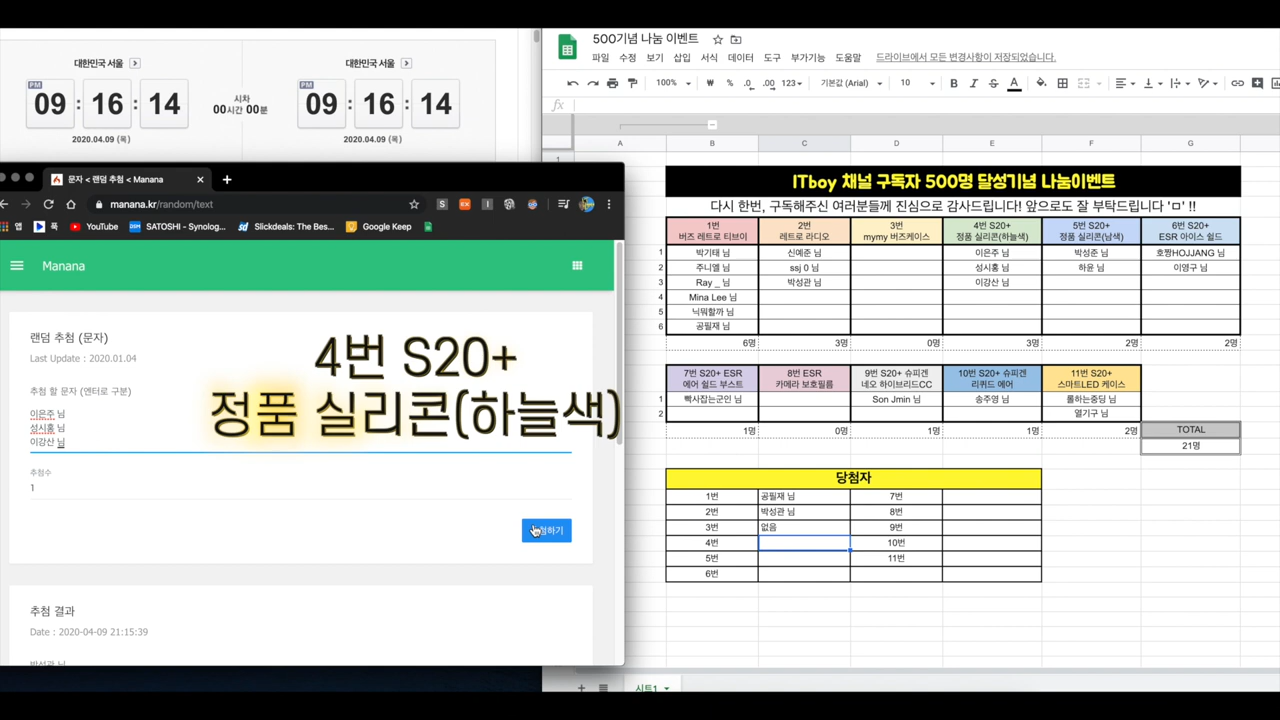 대한민국 서울
대한민국 서울
PM 09 : 16 : 14
시차
00시간 00분
PM 09 : 16 : 14
2020.04.09 (목)
2020.04.09 (목)
문자 < 랜덤 추첨 < Manana
manana.kr/random/text
앱
YouTube
SATOSHI - Synolog...
Slickdeals: The Bes...
Google Keep
Manana
랜덤 추첨 (문자)
Last Update : 2020.01.04
추첨 할 문자 (엔터로 구분)
이은주 님
성시홍 님
이강산 님
추첨수
1
추첨 결과
Date : 2020-04-09 21:15:39
박성관 님
4번 S20+
정품 실리콘(하늘색)
500기념 나눔 이벤트
파일 수정 보기 삽입 서식 데이터 도구 부가기능 도움말 드라이브에서 모든 변경사항이 저장되었습니다.
100% ₩ % .0 .00 123 기본값 (Arial) 10 B I S A
fx
A B C D E F G
1
ITboy 채널 구독자 500명 달성기념 나눔이벤트
다시 한번, 구독해주신 여러분들께 진심으로 감사드립니다! 앞으로도 잘 부탁드립니다 'ㅁ' !!
1번 2번 3번 4번 S20+ 5번 S20+ 6번 S20+
버즈 레트로 티브이 레트로 라디오 mymy 버즈케이스 정품 실리콘(하늘색) 정품 실리콘(남색) ESR 아이스 쉴드
1 박기태 님 신예준 님 이은주 님 박성준 님 호짱HOJJANG 님
2 주니엘 님 ssj 0 님 성시홍 님 하윤 님 이영구 님
3 Ray _ 님 박성관 님 이강산 님
4 Mina Lee 님
5 닉뭐할까 님
6 공필재 님
6명 3명 0명 3명 2명 2명
7번 S20+ ESR 8번 ESR 9번 S20+ 슈피겐 10번 S20+ 슈피겐 11번 S20+
에어 쉴드 부스트 카메라 보호필름 네오 하이브리드CC 리퀴드 에어 스마트LED 케이스
1 빡사잡는군인 님 Son Jmin 님 송주영 님 롤하는중딩 님
2 열기구 님
1명 0명 1명 1명 2명 TOTAL
21명
당첨자
1번 공필재 님 7번
2번 박성관 님 8번
3번 없음 9번
4번 10번
5번 11번
6번
시트1